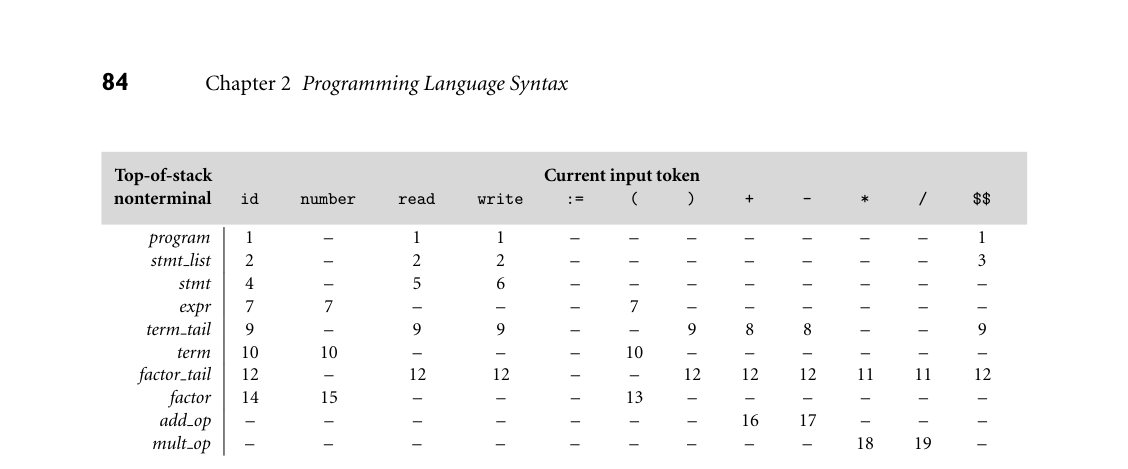 84 Chapter 2 Programming Language Syntax
Top-of-stack Current input token
nonterminal id number read write := ( ) + - * / $$
program 1 – 1 1 – – – – – – – 1
stmt_list 2 – 2 2 – – – – – – – 3
stmt 4 – 5 6 – – – – – – – –
expr 7 7 – – – 7 – – – – – –
term_tail 9 – 9 9 – – 9 8 8 – – 9
term 10 10 – – – 10 – – – – – –
factor_tail 12 – 12 12 – – 12 12 12 11 11 12
factor 14 15 – – – 13 – – – – – –
add_op – – – – – – – 16 17 – – –
mult_op – – – – – – – – – 18 19 –